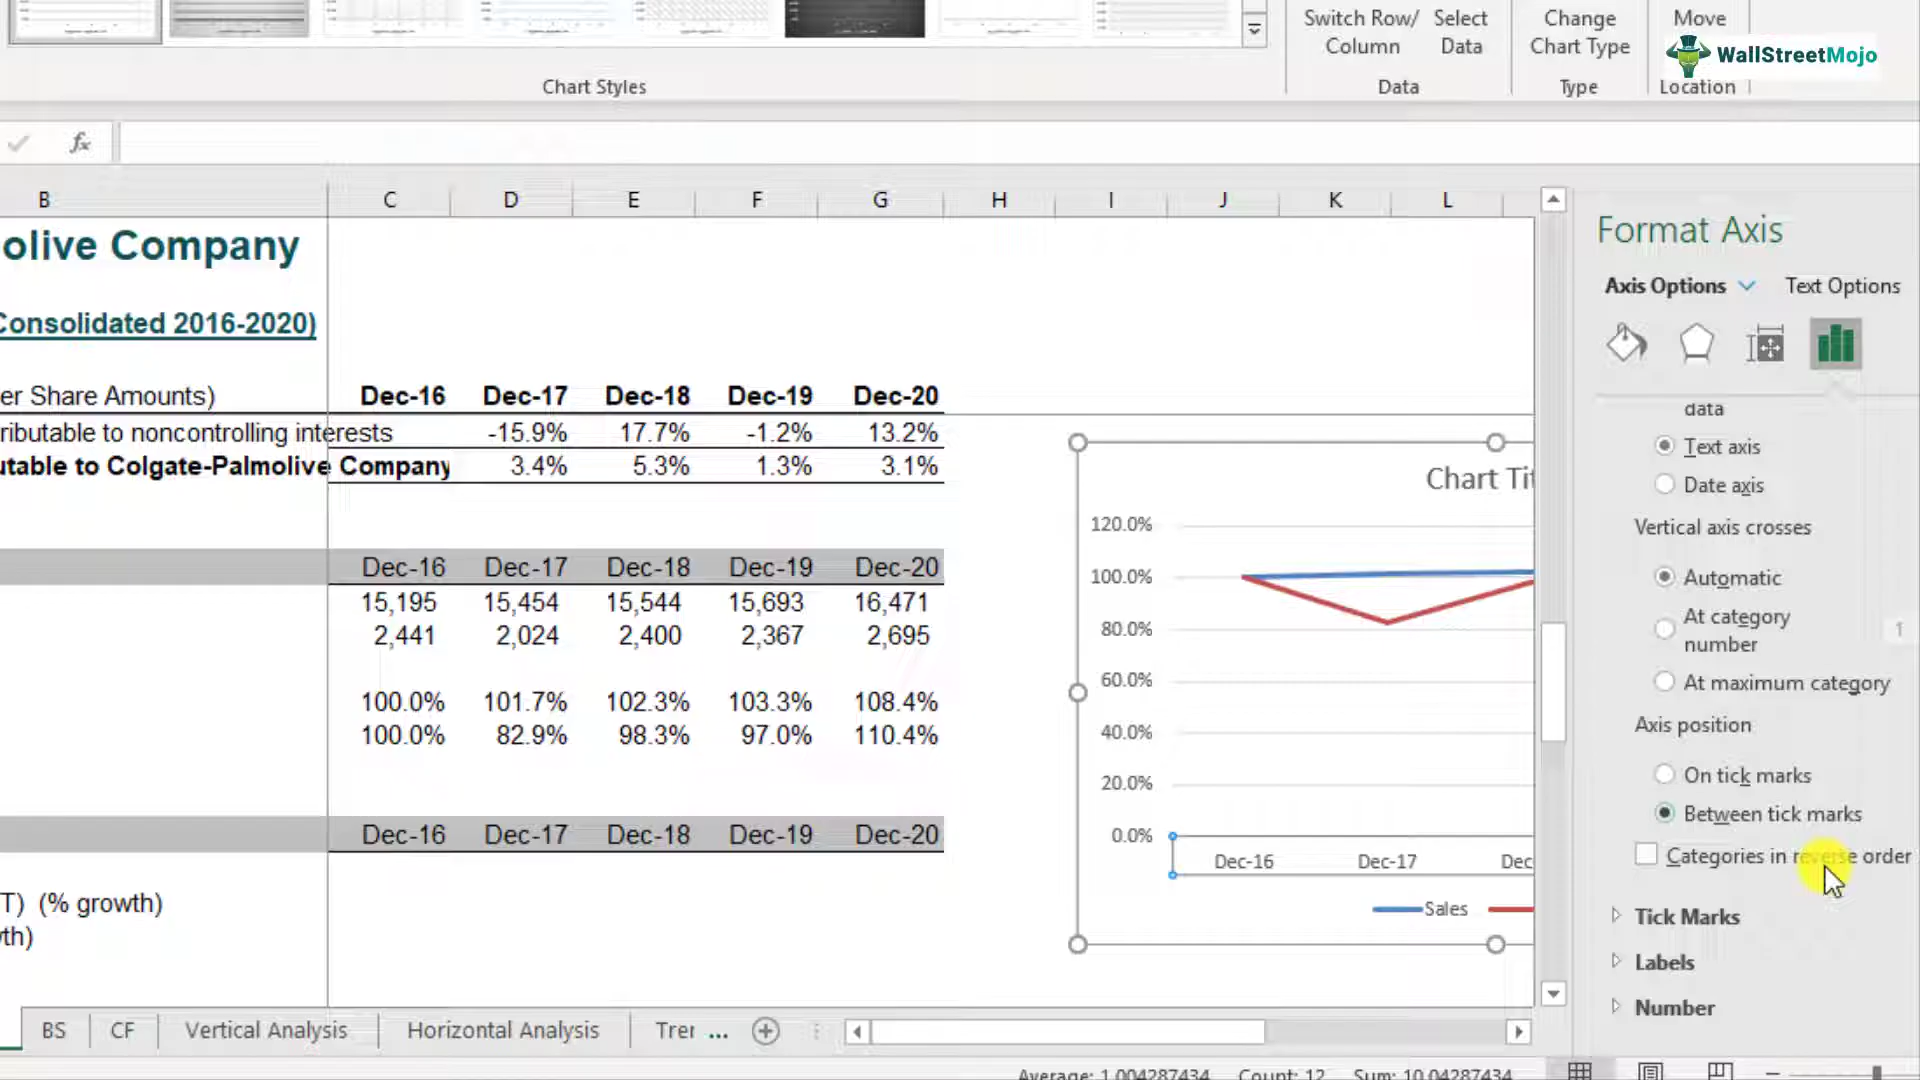 Switch Row/ Column
Select Data
Change Chart Type
Move
WallStreetMojo
Chart Styles
Data
Type
Location
fx
B C D E F G H I J K L
olive Company
Consolidated 2016-2020)
er Share Amounts) Dec-16 Dec-17 Dec-18 Dec-19 Dec-20
ributable to noncontrolling interests -15.9% 17.7% -1.2% 13.2%
utable to Colgate-Palmolive Company 3.4% 5.3% 1.3% 3.1%
Dec-16 Dec-17 Dec-18 Dec-19 Dec-20
15,195 15,454 15,544 15,693 16,471
2,441 2,024 2,400 2,367 2,695
100.0% 101.7% 102.3% 103.3% 108.4%
100.0% 82.9% 98.3% 97.0% 110.4%
Dec-16 Dec-17 Dec-18 Dec-19 Dec-20
T) (% growth)
th)
Chart Tit
120.0%
100.0%
80.0%
60.0%
40.0%
20.0%
0.0%
Dec-16 Dec-17 Dec
Sales
Format Axis
Axis Options Text Options
data
Text axis
Date axis
Vertical axis crosses
Automatic
At category
number
1
At maximum category
Axis position
On tick marks
Between tick marks
Categories in reverse order
Tick Marks
Labels
Number
BS CF Vertical Analysis Horizontal Analysis Trer ...
Average: 1.004287434 Count: 12 Sum: 10.04287434